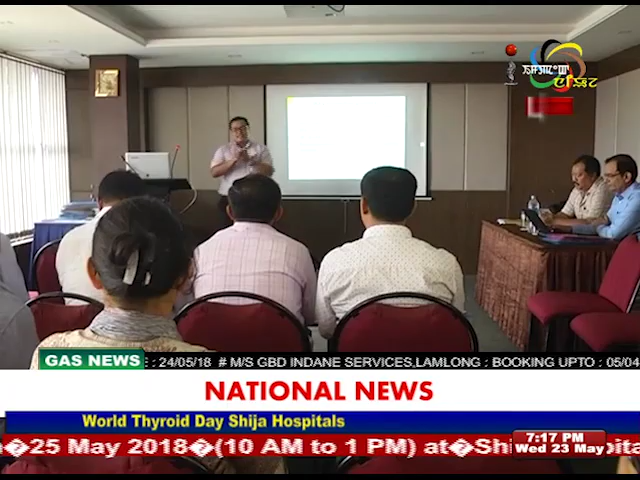 GAS NEWS
E : 24/05/18 # M/S GBD INDANE SERVICES,LAMLONG : BOOKING UPTO : 05/04
NATIONAL NEWS
World Thyroid Day Shija Hospitals
25 May 2018�(10 AM to 1 PM) at�Shi
pita
7:17 PM
Wed 23 May